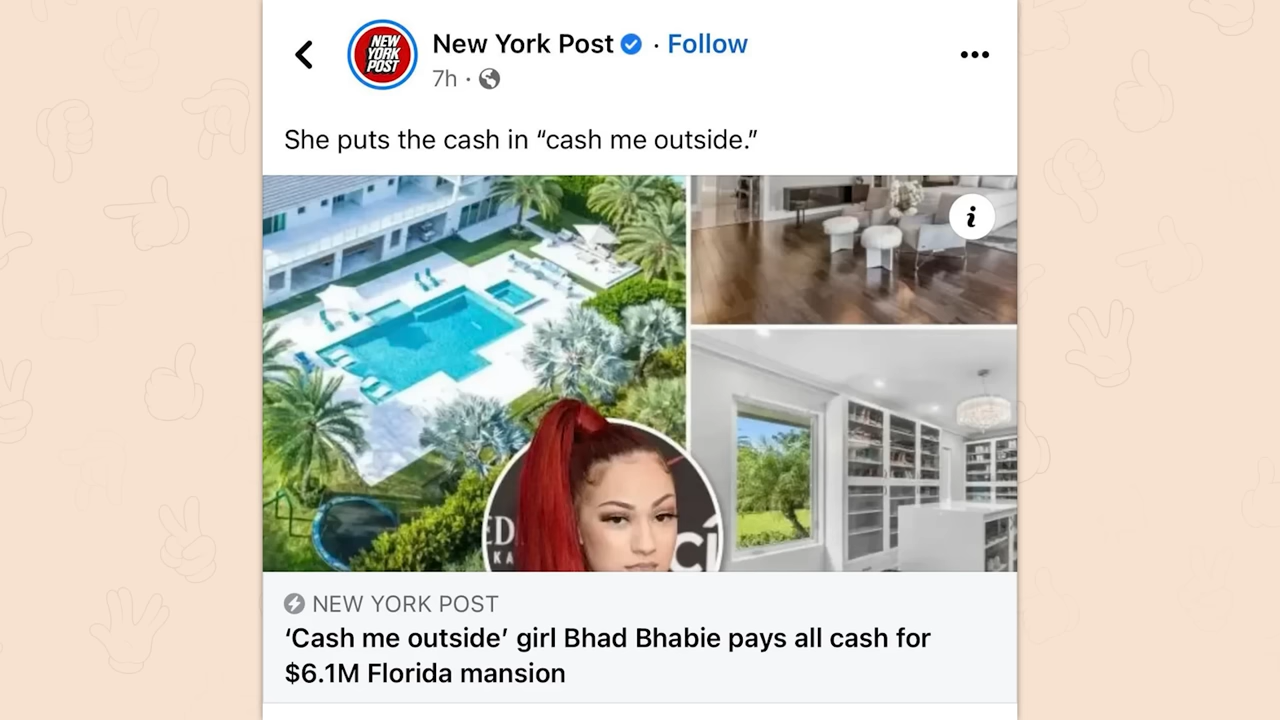 NEW
YORK
POST
New York Post · Follow
7h ·
She puts the cash in “cash me outside.”
NEW YORK POST
‘Cash me outside’ girl Bhad Bhabie pays all cash for
$6.1M Florida mansion